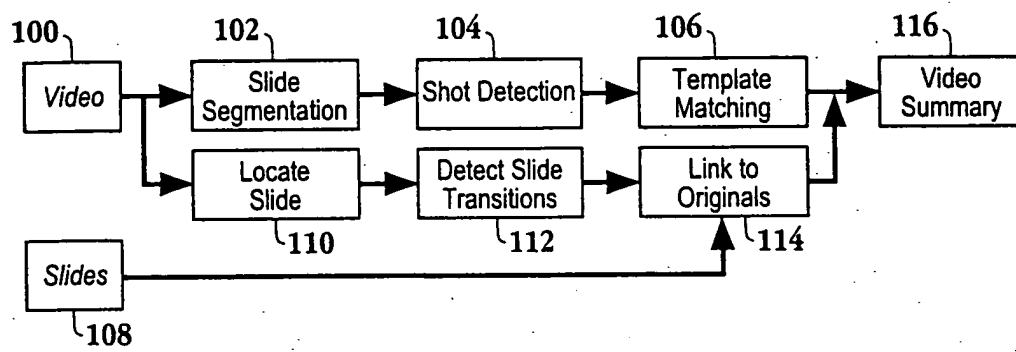 100
102
104
106
116
Video
Slide
Segmentation
Shot Detection
Template
Matching
Video
Summary
Locate
Slide
Detect Slide
Transitions
Link to
Originals
110
112
114
Slides
108